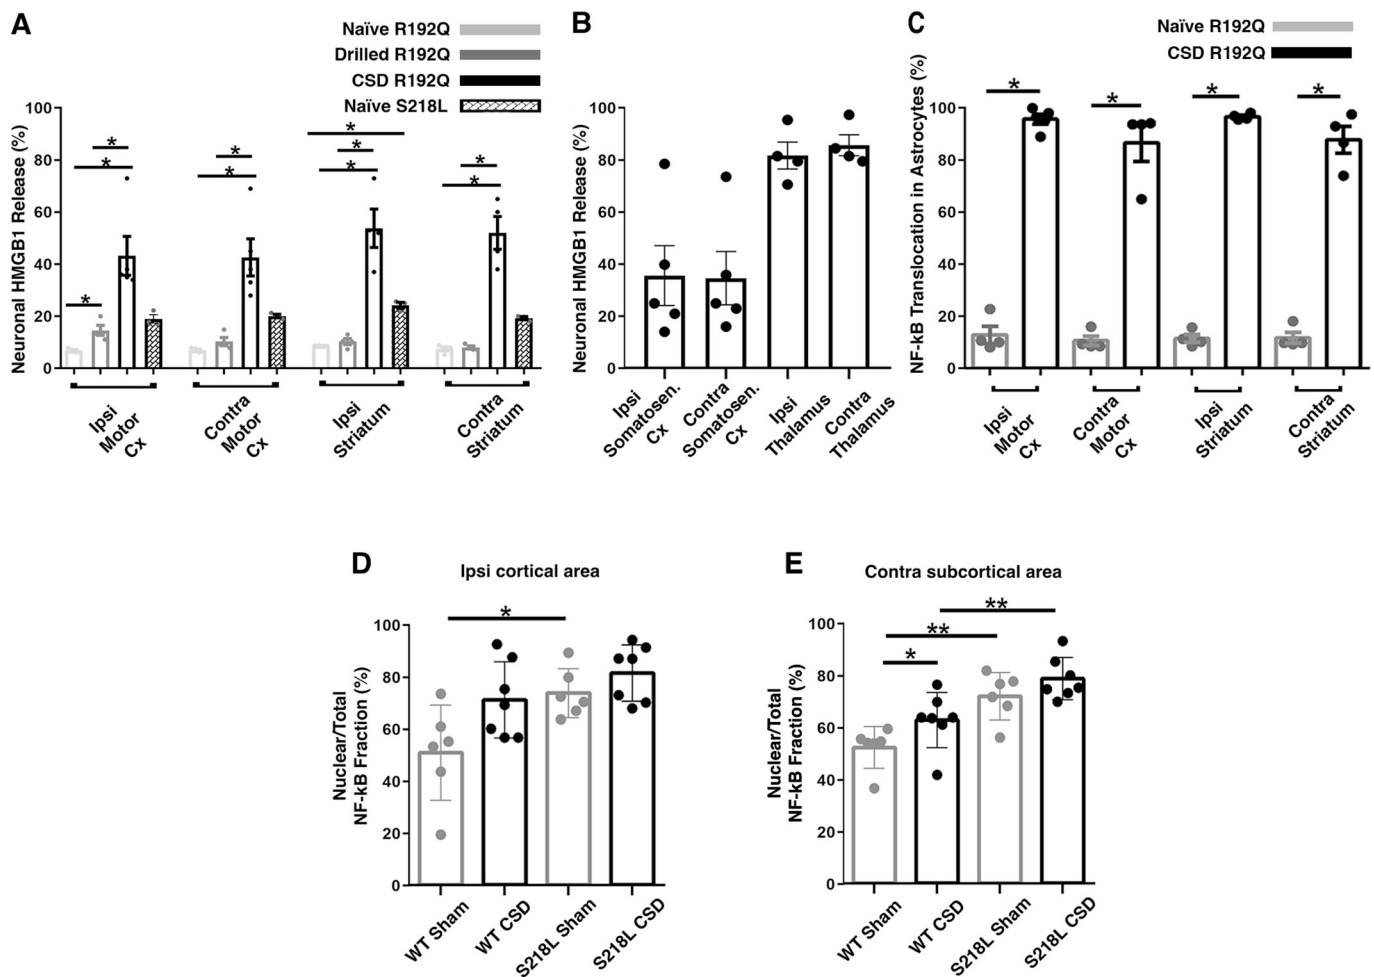 A
Naïve R192Q
Drilled R192Q
CSD R192Q
Naïve S218L
Neuronal HMGB1 Release (%)
100
80
60
40
20
0
* * * * * * * * * * *
Ipsi
Motor
Cx
Contra
Motor
Cx
Ipsi
Striatum
Contra
Striatum
B
Neuronal HMGB1 Release (%)
100
80
60
40
20
0
Ipsi
Somatosen.
Cx
Contra
Somatosen.
Cx
Ipsi
Thalamus
Contra
Thalamus
C
Naïve R192Q
CSD R192Q
NF-kB Translocation in Astrocytes (%)
100
80
60
40
20
0
* * * *
Ipsi
Motor
Cx
Contra
Motor
Cx
Ipsi
Striatum
Contra
Striatum
D
Ipsi cortical area
Nuclear/Total
NF-kB Fraction (%)
100
80
60
40
20
0
*
WT Sham
WT CSD
S218L Sham
S218L CSD
E
Contra subcortical area
Nuclear/Total
NF-kB Fraction (%)
100
80
60
40
20
0
**
**
*
WT Sham
WT CSD
S218L Sham
S218L CSD